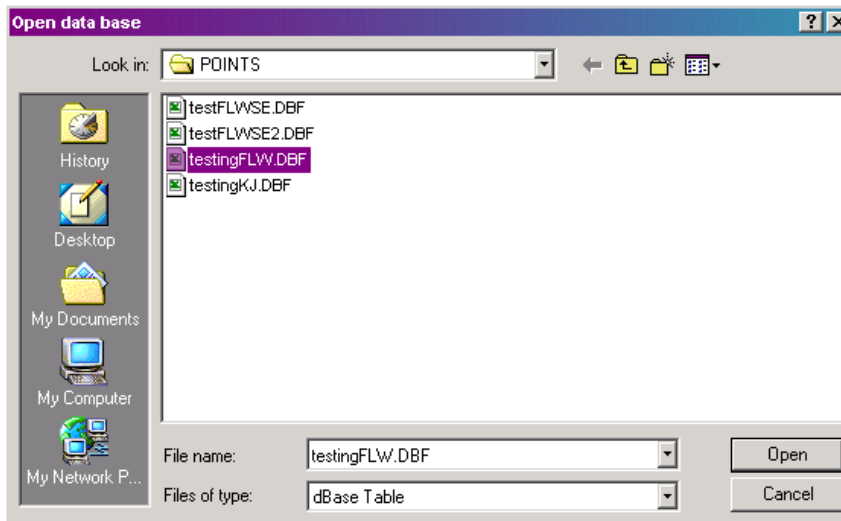 Open data base
Look in: POINTS
History
Desktop
My Documents
My Computer
My Network P...
testFLWSE.DBF
testFLWSE2.DBF
testingFLW.DBF
testingKJ.DBF
File name: testingFLW.DBF Open
Files of type: dBase Table Cancel